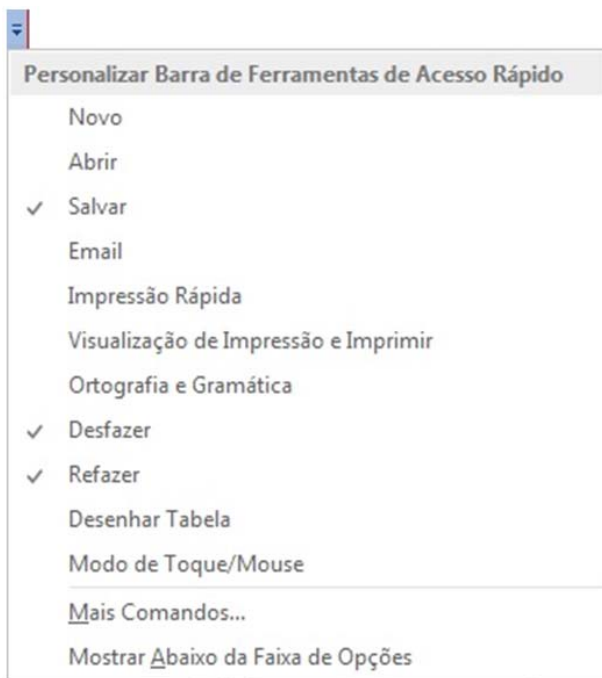 Personalizar Barra de Ferramentas de Acesso Rápido
Novo
Abrir
Salvar
Email
Impressão Rápida
Visualização de Impressão e Imprimir
Ortografia e Gramática
Desfazer
Refazer
Desenhar Tabela
Modo de Toque/Mouse
Mais Comandos...
Mostrar Abaixo da Faixa de Opções